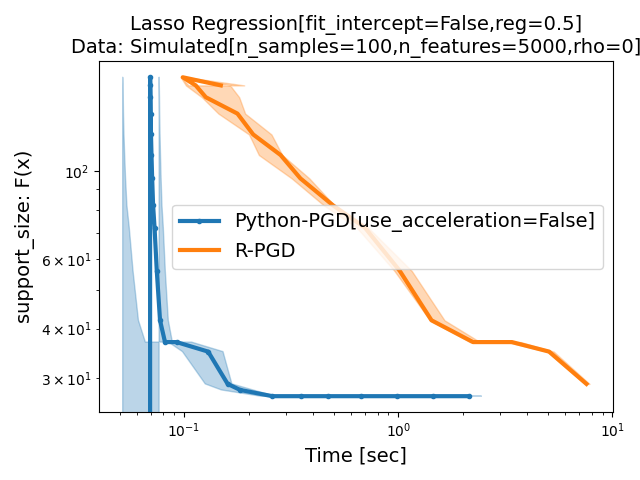 Lasso Regression[fit_intercept=False,reg=0.5]
Data: Simulated[n_samples=100,n_features=5000,rho=0]
support_size: F(x)
10²
6 × 10¹
4 × 10¹
3 × 10¹
Python-PGD[use_acceleration=False]
R-PGD
10⁻¹ 10⁰ 10¹
Time [sec]